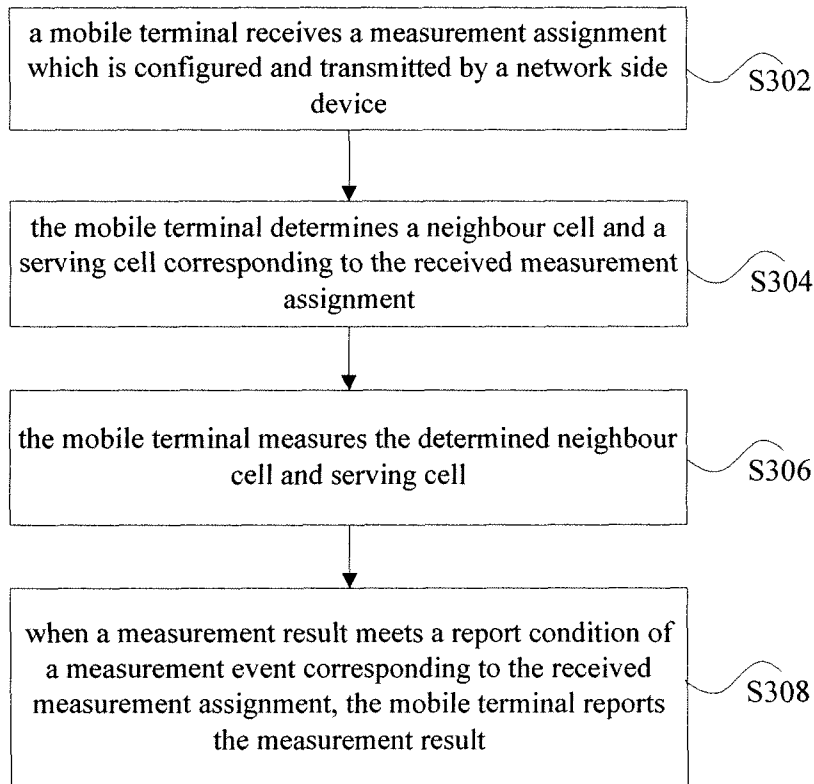 a mobile terminal receives a measurement assignment
which is configured and transmitted by a network side
device
S302
the mobile terminal determines a neighbour cell and a
serving cell corresponding to the received measurement
assignment
S304
the mobile terminal measures the determined neighbour
cell and serving cell
S306
when a measurement result meets a report condition of
a measurement event corresponding to the received
measurement assignment, the mobile terminal reports
the measurement result
S308